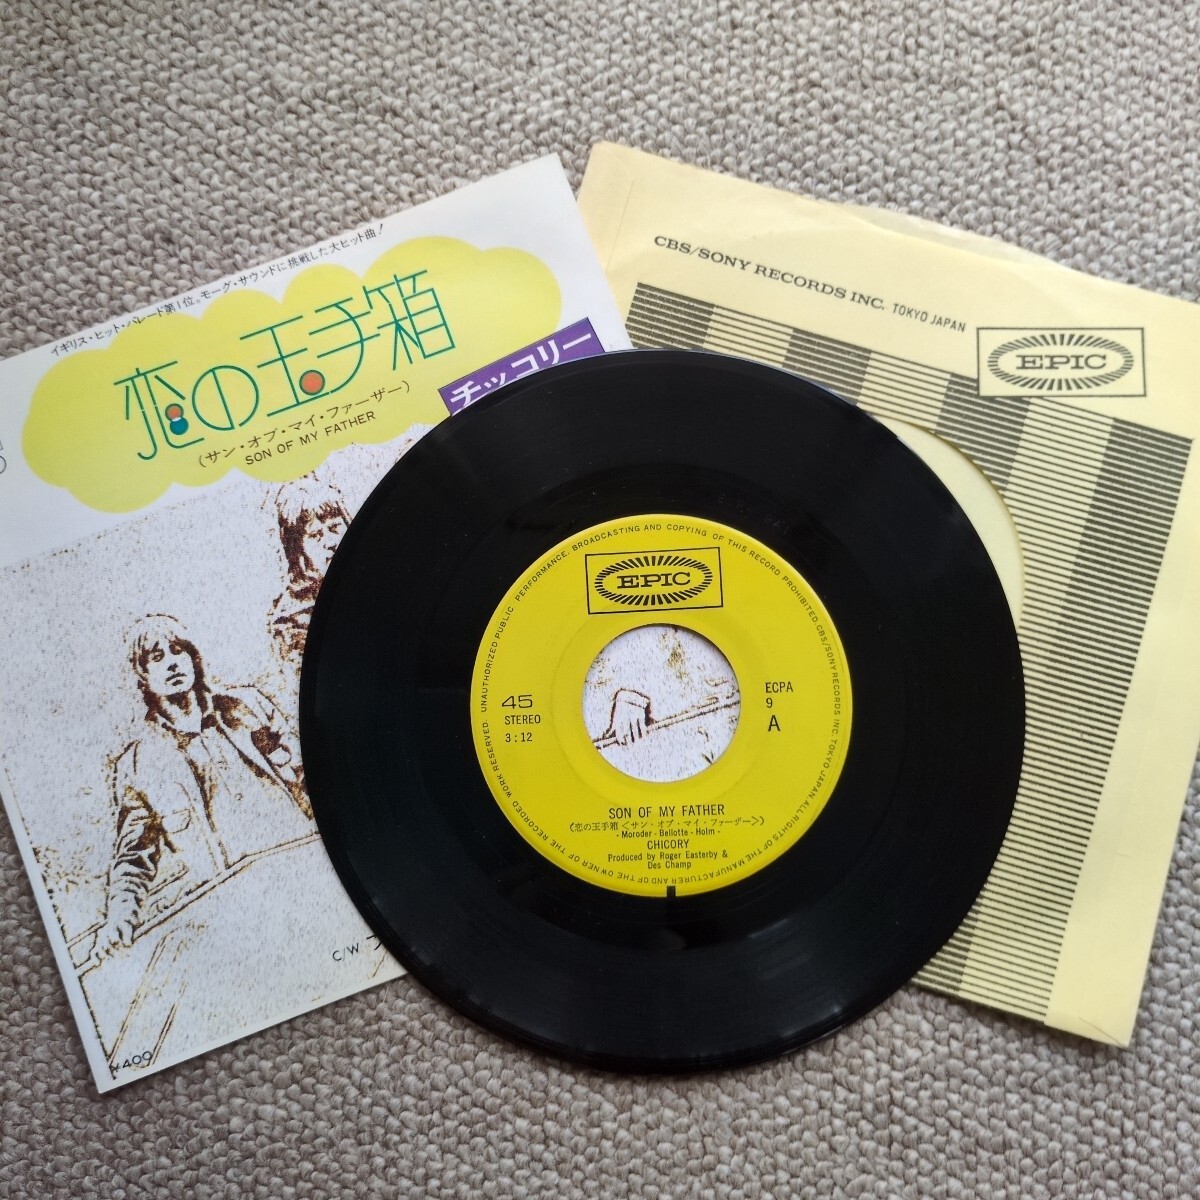 イギリス・ヒット・パレード第1位。モーグ・サウンドに挑戦した大ヒット曲!
恋の玉手箱
(サン・オブ・マイ・ファーザー)
SON OF MY FATHER
チッコリー
C/W
¥400
CBS/SONY RECORDS INC. TOKYO JAPAN
EPIC
UNAUTHORIZED PUBLIC PERFORMANCE, BROADCASTING AND COPYING OF THIS RECORD PROHIBITED. CBS/SONY RECORDS INC. TOKYO JAPAN ALL RIGHTS OF THE MANUFACTURER AND OF THE OWNER OF THE RECORDED WORK RESERVED.
EPIC
45
STEREO
3:12
ECPA
9
A
SON OF MY FATHER
(恋の玉手箱<サン・オブ・マイ・ファーザー>)
- Moroder - Bellotte - Holm -
CHICORY
Produced by Roger Easterby &
Des Champ